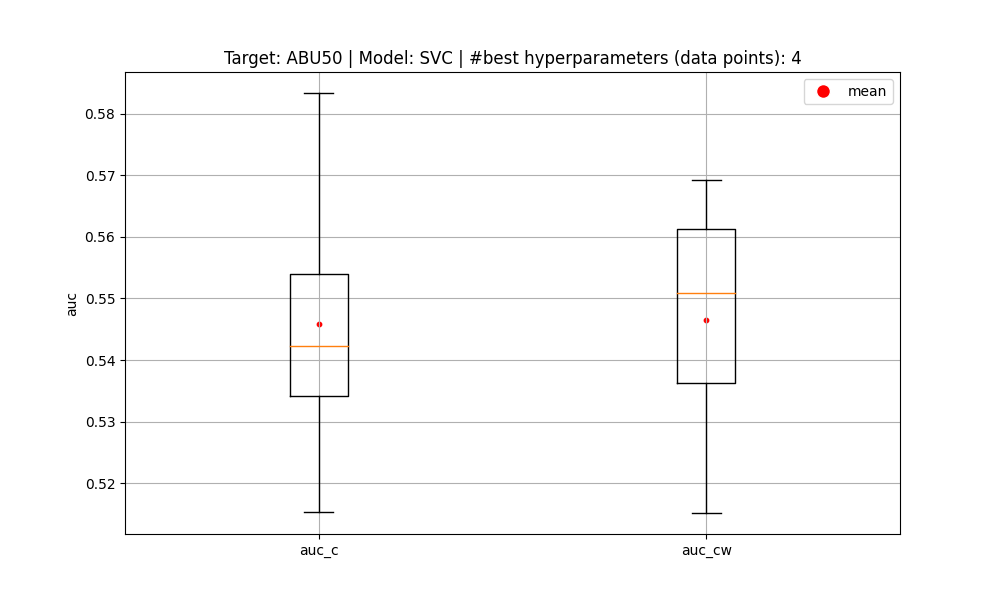 Target: ABU50 | Model: SVC | #best hyperparameters (data points): 4
mean
0.58
0.57
0.56
0.55
0.54
0.53
0.52
auc
auc_c
auc_cw